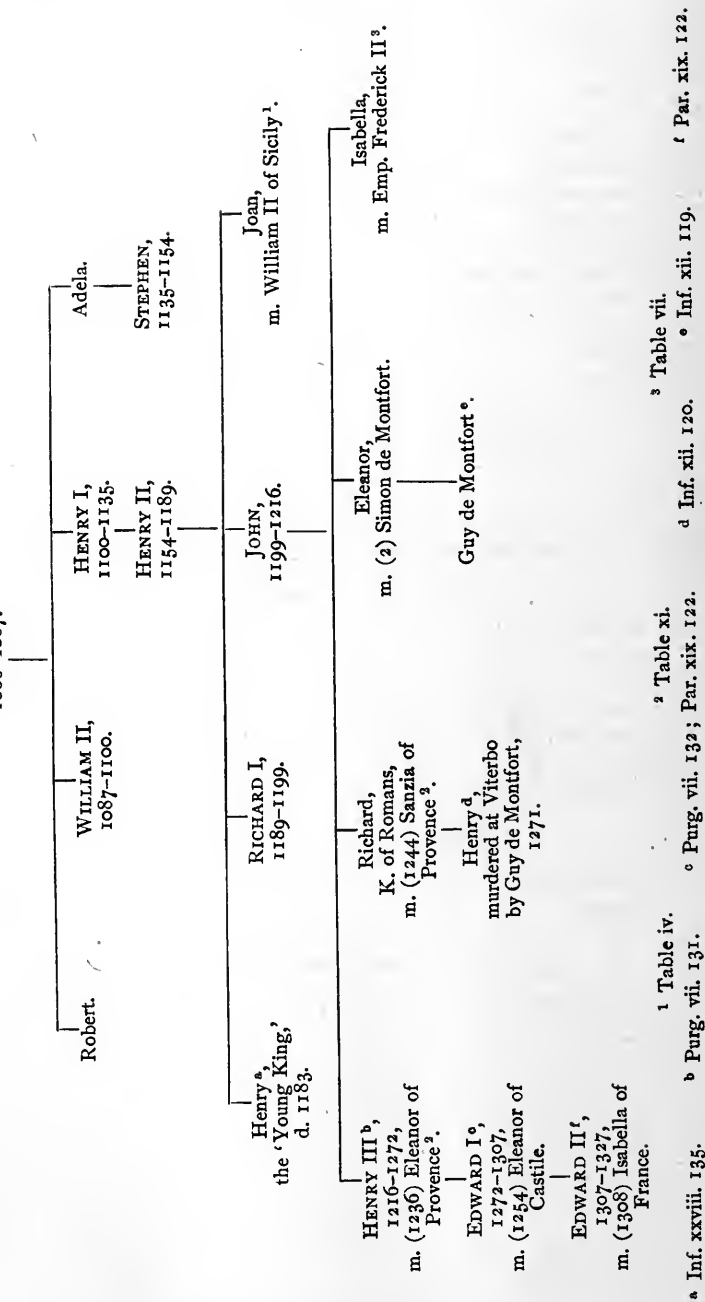 Robert.
WILLIAM II,
1087–1100.
HENRY I,
1100–1135.
Adela.
HENRY II,
1154–1189.
STEPHEN,
1135–1154.
Henry ᵃ,
the ‘Young King,’
d. 1183.
RICHARD I,
1189–1199.
JOHN,
1199–1216.
Joan,
m. William II of Sicily ¹.
HENRY III ᵇ,
1216–1272,
m. (1236) Eleanor of
Provence ².
Richard,
K. of Romans,
m. (1244) Sanzia of
Provence ².
Eleanor,
m. (2) Simon de Montfort.
Isabella,
m. Emp. Frederick II ³.
EDWARD I ᶜ,
1272–1307,
m. (1254) Eleanor of
Castile.
Henry ᵈ,
murdered at Viterbo
by Guy de Montfort,
1271.
Guy de Montfort ᵉ.
EDWARD II ᶠ,
1307–1327,
m. (1308) Isabella of
France.
¹ Table iv. ² Table xi. ³ Table vii.
ᵃ Inf. xxviii. 135. ᵇ Purg. vii. 131. ᶜ Purg. vii. 132; Par. xix. 122. ᵈ Inf. xii. 120. ᵉ Inf. xii. 119. ᶠ Par. xix. 122.